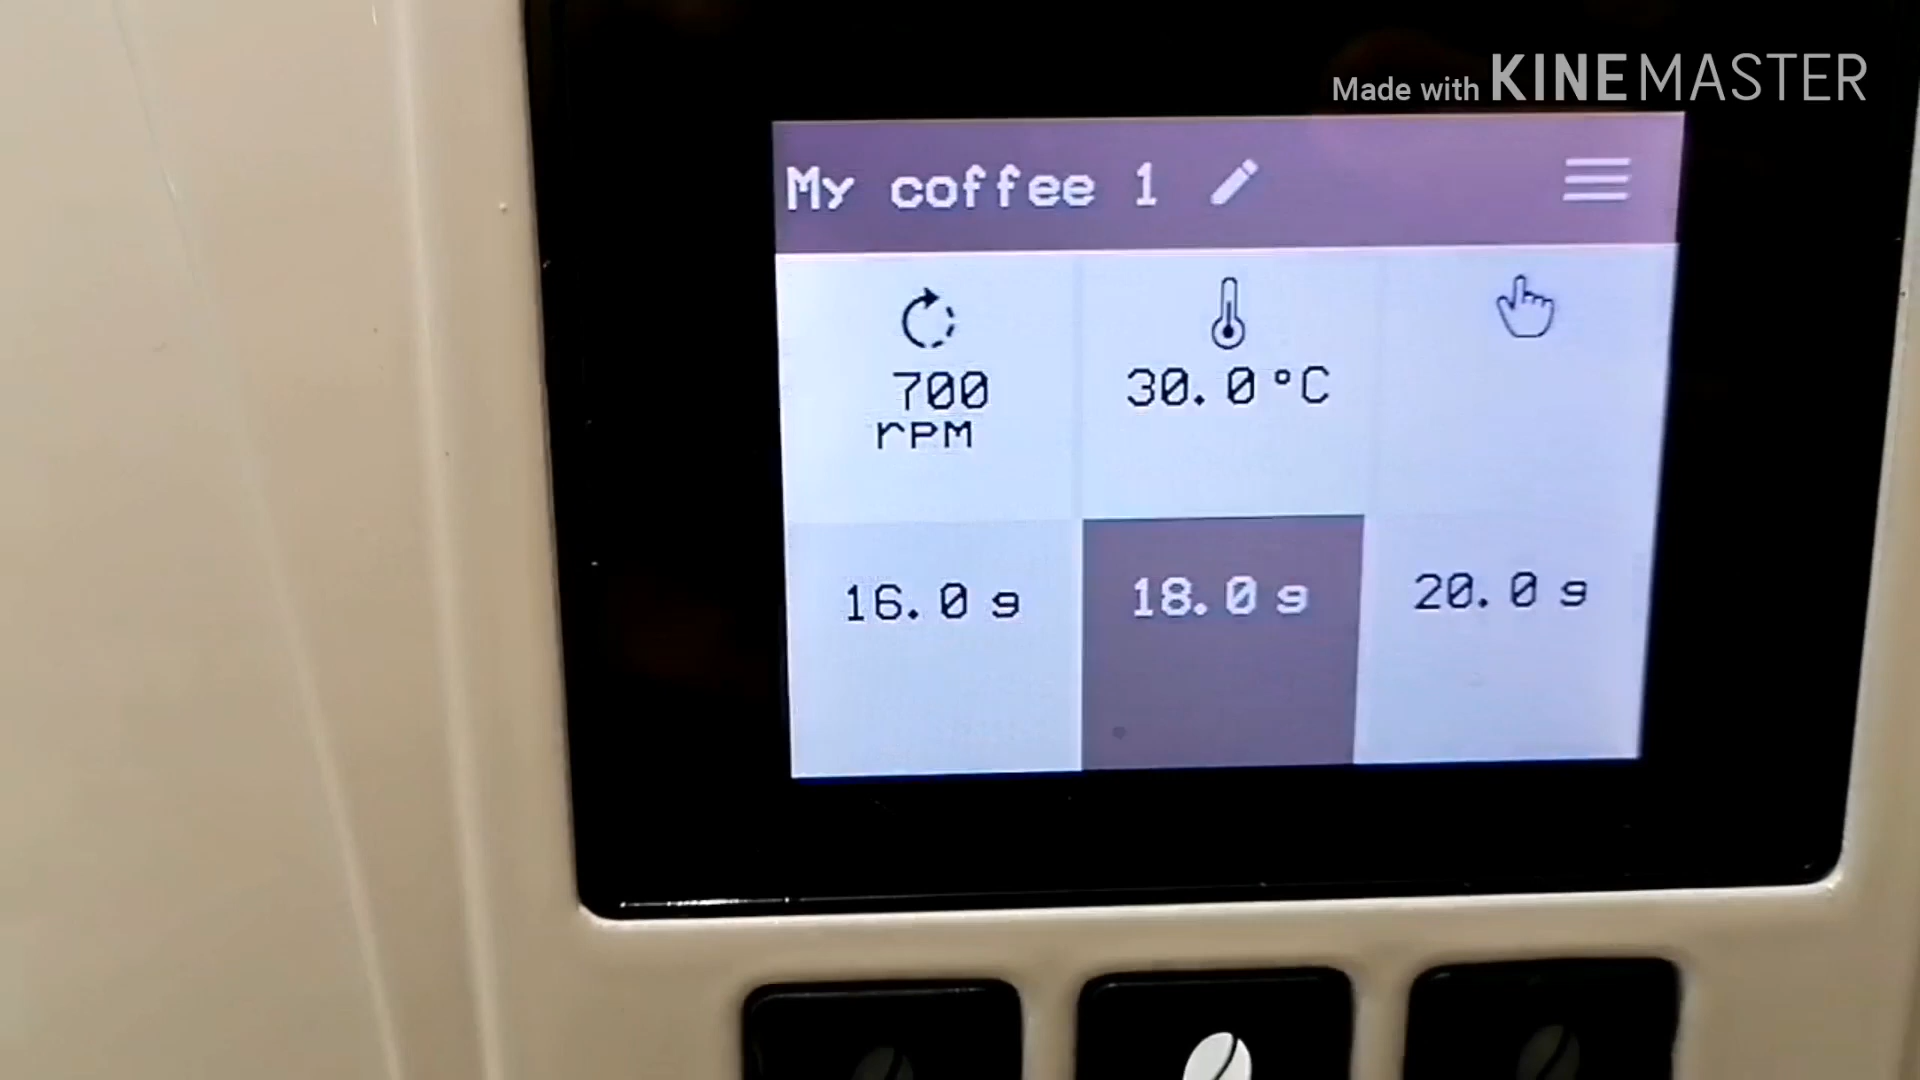 Made with KINEMASTER
My coffee 1
700
rpm
30.0°C
16.0 g
18.0 g
20.0 g